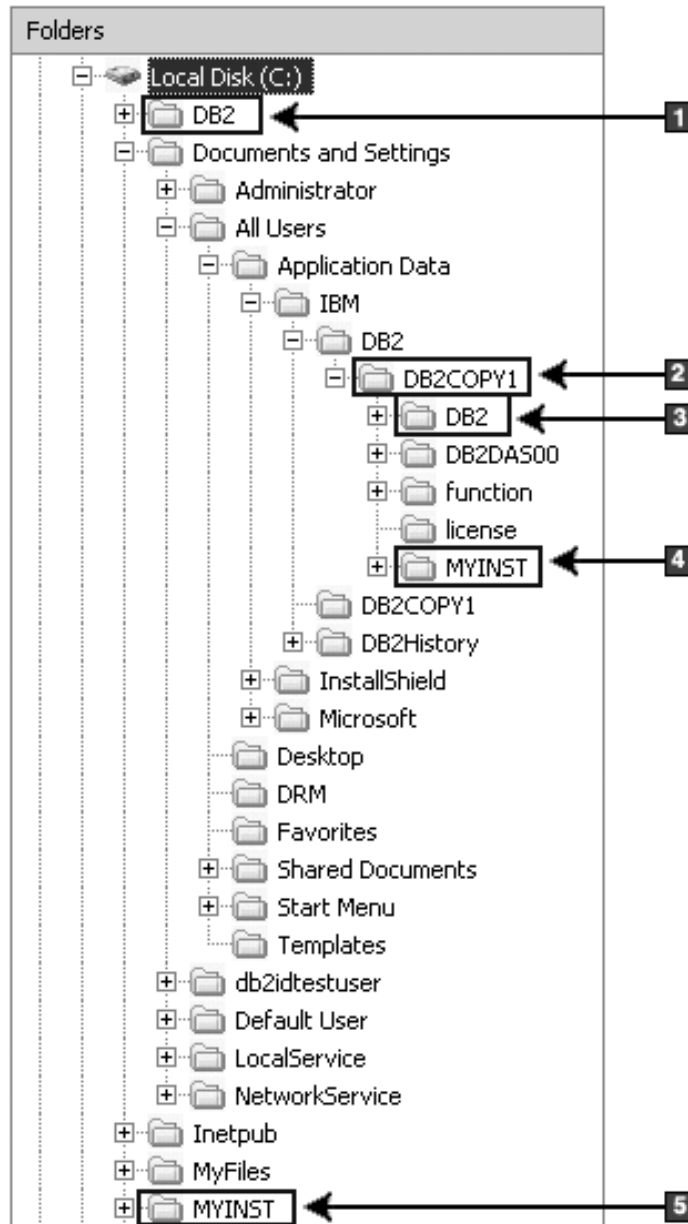 Folders
Local Disk (C:)
DB2 1
Documents and Settings
Administrator
All Users
Application Data
IBM
DB2
DB2COPY1 2
DB2 3
DB2DAS00
function
license
MYINST 4
DB2COPY1
DB2History
InstallShield
Microsoft
Desktop
DRM
Favorites
Shared Documents
Start Menu
Templates
db2idtestuser
Default User
LocalService
NetworkService
Inetpub
MyFiles
MYINST 5